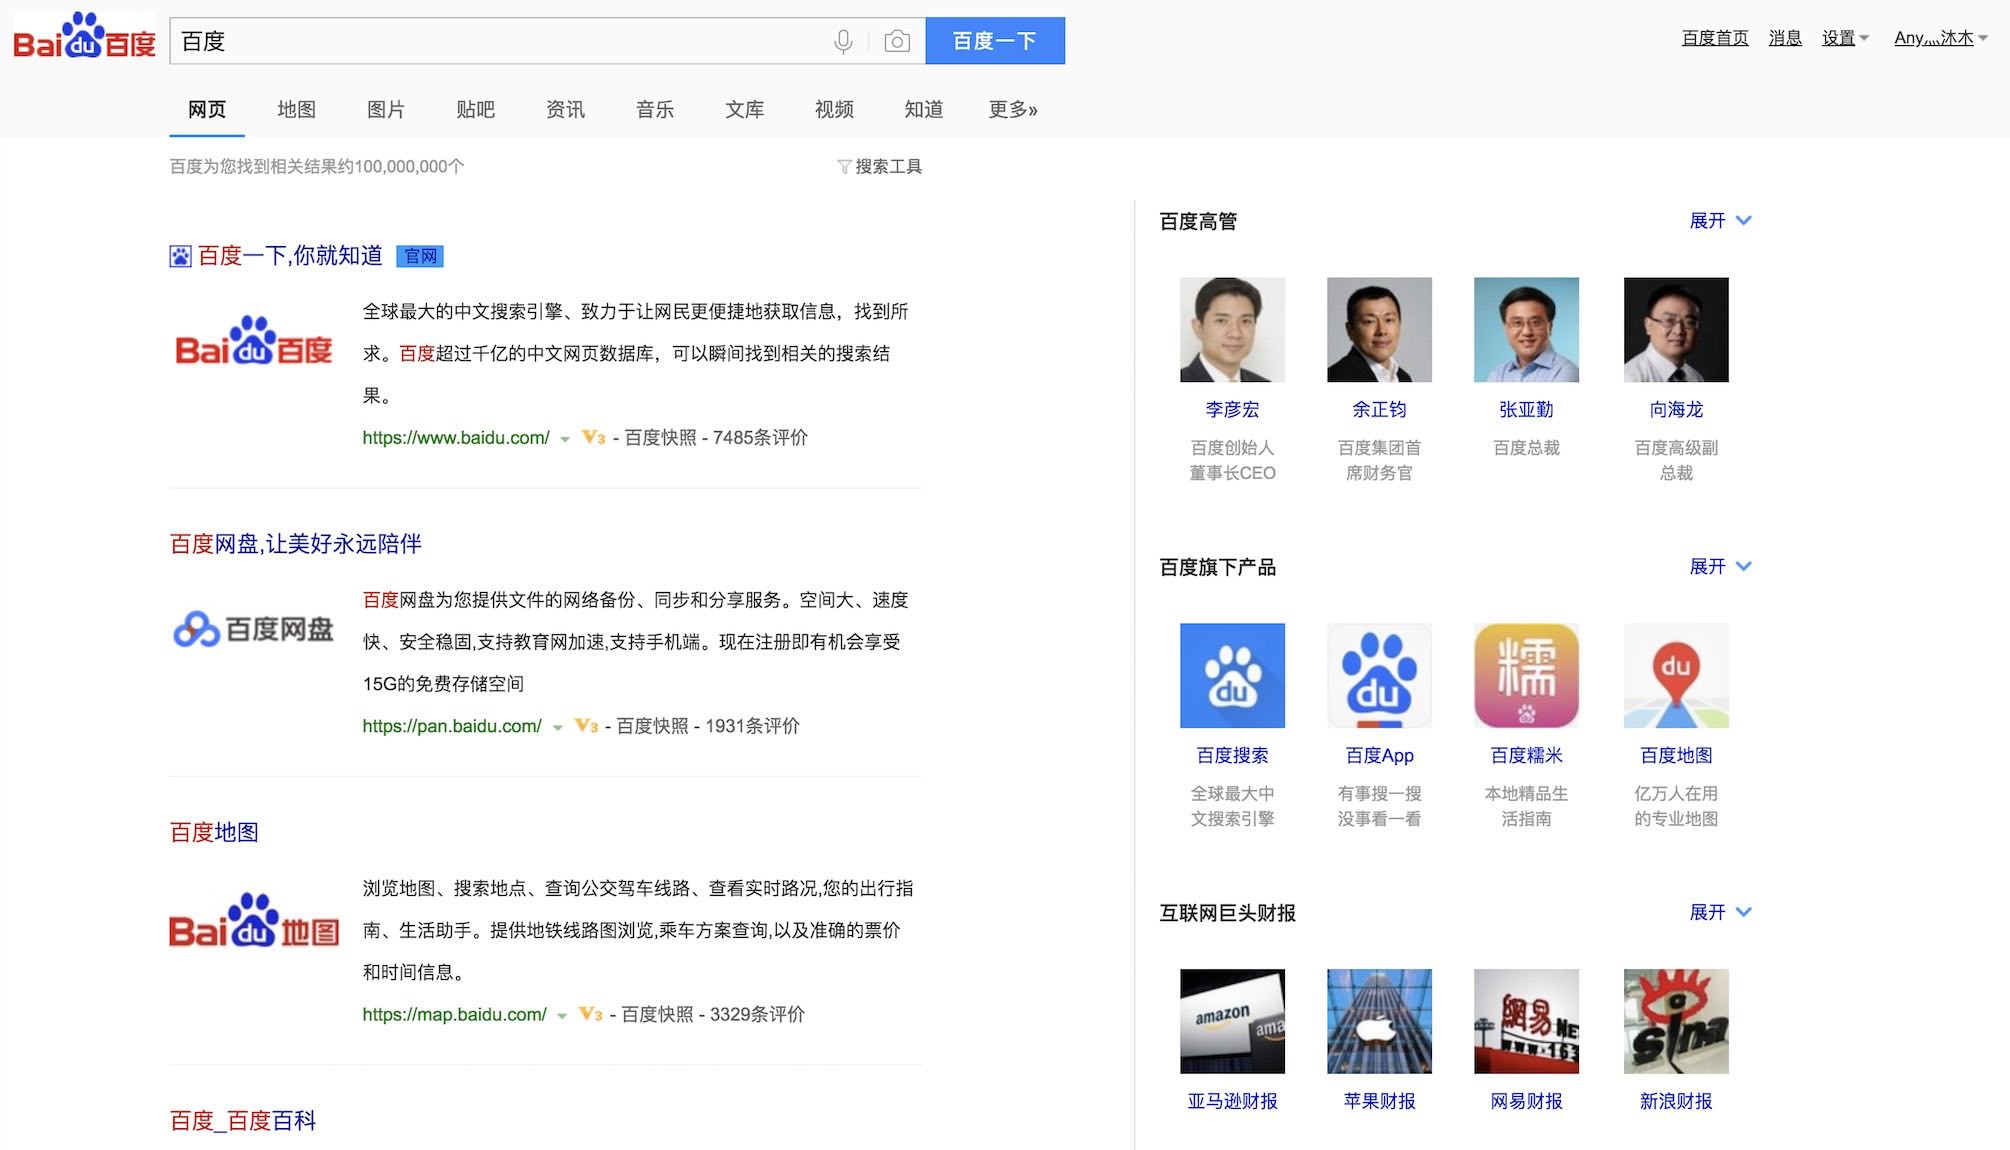 Bai du 百度
百度
百度一下
百度首页 消息 设置 Any灬沐木
网页 地图 图片 贴吧 资讯 音乐 文库 视频 知道 更多»
百度为您找到相关结果约100,000,000个
搜索工具
百度一下,你就知道 官网
Bai du 百度
全球最大的中文搜索引擎、致力于让网民更便捷地获取信息，找到所
求。百度超过千亿的中文网页数据库，可以瞬间找到相关的搜索结
果。
https://www.baidu.com/ V3 - 百度快照 - 7485条评价
百度网盘,让美好永远陪伴
百度网盘
百度网盘为您提供文件的网络备份、同步和分享服务。空间大、速度
快、安全稳固,支持教育网加速,支持手机端。现在注册即有机会享受
15G的免费存储空间
https://pan.baidu.com/ V3 - 百度快照 - 1931条评价
百度地图
Bai du 地图
浏览地图、搜索地点、查询公交驾车线路、查看实时路况,您的出行指
南、生活助手。提供地铁线路图浏览,乘车方案查询,以及准确的票价
和时间信息。
https://map.baidu.com/ V3 - 百度快照 - 3329条评价
百度_百度百科
百度高管 展开
李彦宏 余正钧 张亚勤 向海龙
百度创始人 百度集团首 百度总裁 百度高级副
董事长CEO 席财务官 总裁
百度旗下产品 展开
du du 糯 du
百度搜索 百度App 百度糯米 百度地图
全球最大中 有事搜一搜 本地精品生 亿万人在用
文搜索引擎 没事看一看 活指南 的专业地图
互联网巨头财报 展开
amazon ama 網易 NE www.163 sina
亚马逊财报 苹果财报 网易财报 新浪财报